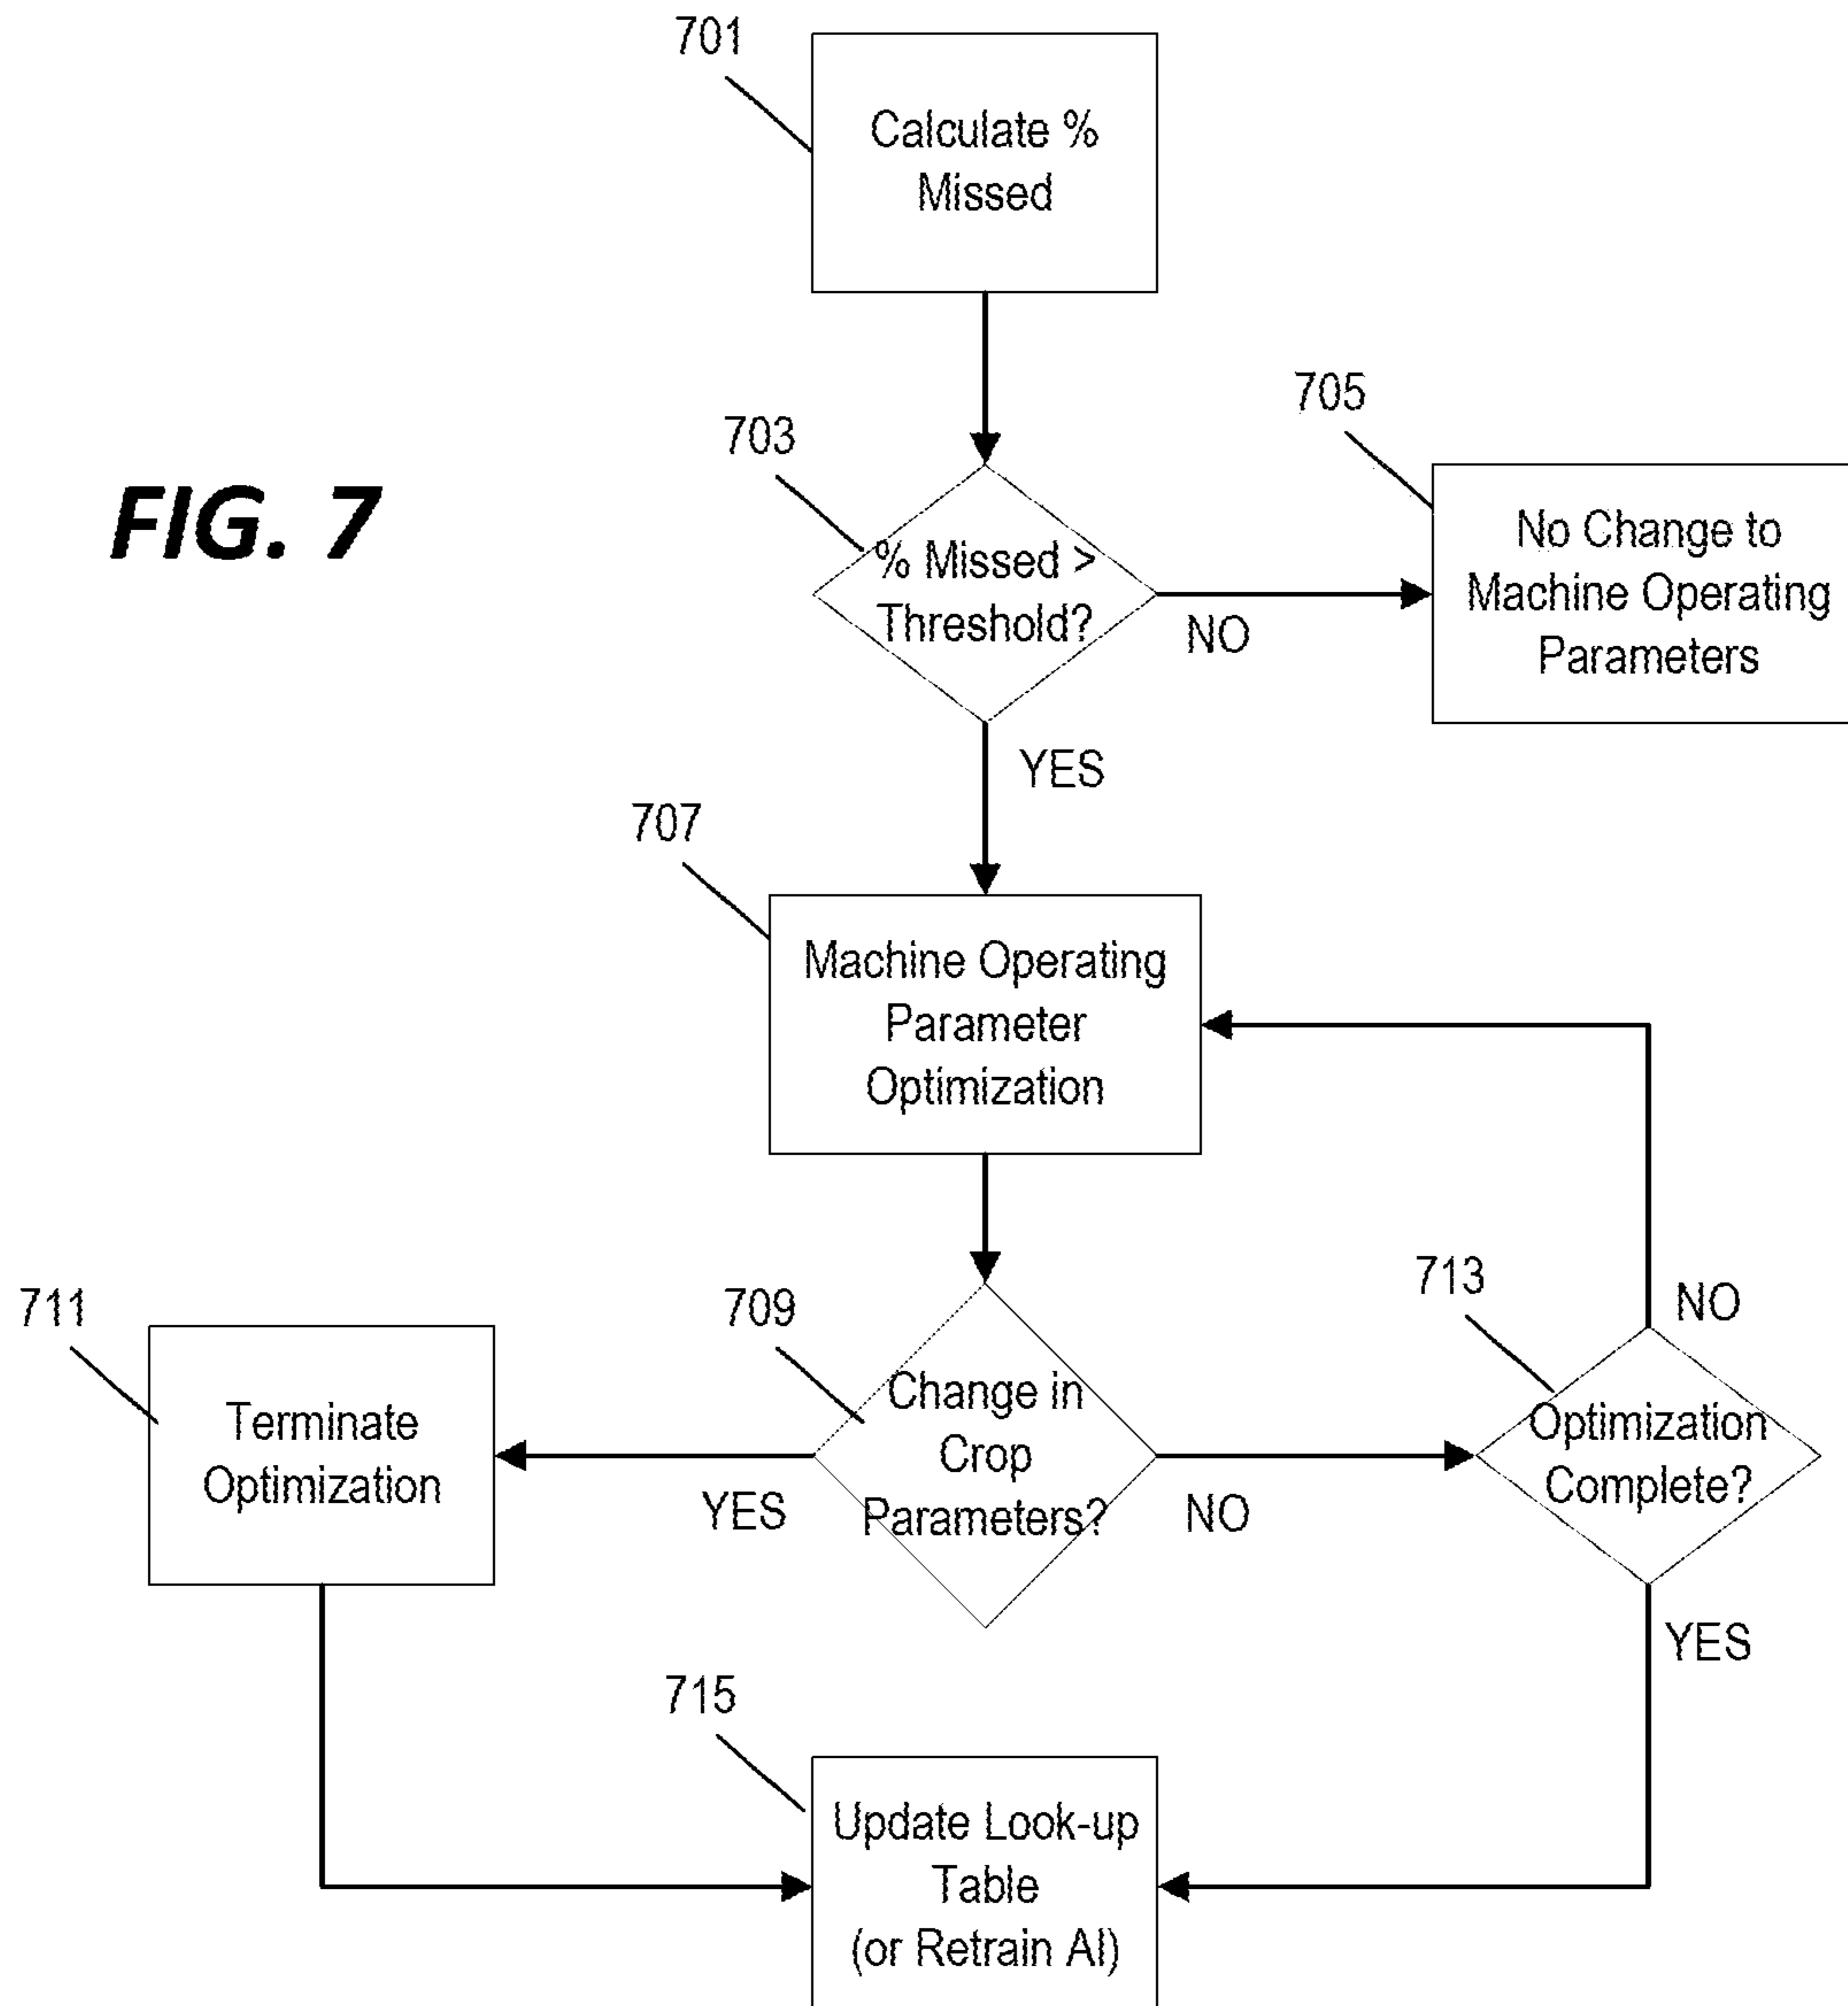 701
Calculate %
Missed
703
% Missed >
Threshold?
NO
705
No Change to
Machine Operating
Parameters
FIG. 7
YES
707
Machine Operating
Parameter
Optimization
709
Change in
Crop
Parameters?
YES
NO
711
Terminate
Optimization
713
NO
Optimization
Complete?
YES
715
Update Look-up
Table
(or Retrain AI)